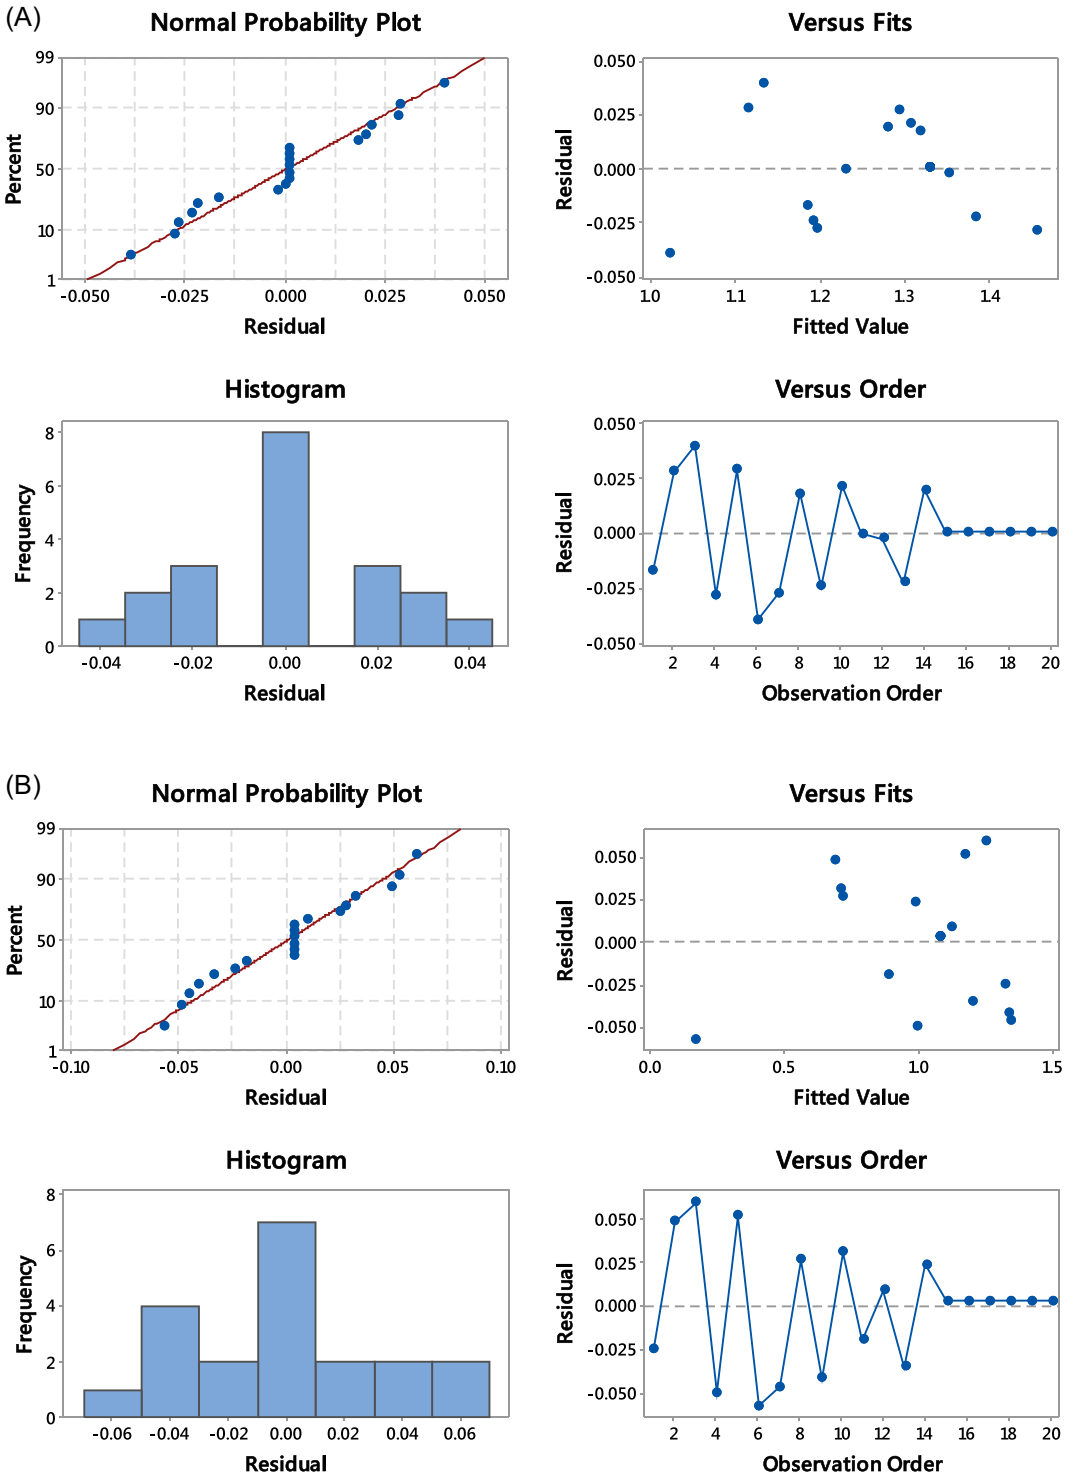 (A)
Normal Probability Plot
99
90
50
10
1
Percent
-0.050 -0.025 0.000 0.025 0.050
Residual
Versus Fits
0.050
0.025
0.000
-0.025
-0.050
Residual
1.0 1.1 1.2 1.3 1.4
Fitted Value
Histogram
8
6
4
2
0
Frequency
-0.04 -0.02 0.00 0.02 0.04
Residual
Versus Order
0.050
0.025
0.000
-0.025
-0.050
Residual
2 4 6 8 10 12 14 16 18 20
Observation Order
(B)
Normal Probability Plot
99
90
50
10
1
Percent
-0.10 -0.05 0.00 0.05 0.10
Residual
Versus Fits
0.050
0.025
0.000
-0.025
-0.050
Residual
0.0 0.5 1.0 1.5
Fitted Value
Histogram
8
6
4
2
0
Frequency
-0.06 -0.04 -0.02 0.00 0.02 0.04 0.06
Residual
Versus Order
0.050
0.025
0.000
-0.025
-0.050
Residual
2 4 6 8 10 12 14 16 18 20
Observation Order